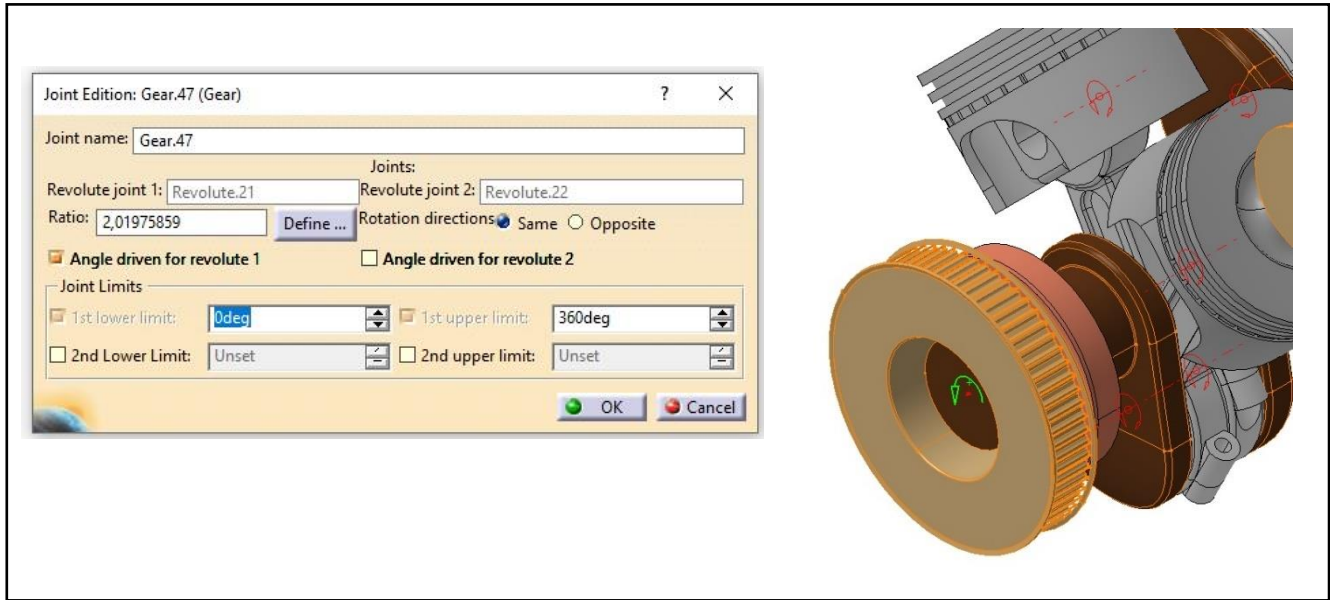 Joint Edition: Gear.47 (Gear) ? ×
Joint name: Gear.47
Joints:
Revolute joint 1: Revolute.21 Revolute joint 2: Revolute.22
Ratio: 2,01975859 Define ... Rotation directions Same Opposite
Angle driven for revolute 1 Angle driven for revolute 2
Joint Limits
1st lower limit: 0deg 1st upper limit: 360deg
2nd Lower Limit: Unset 2nd upper limit: Unset
OK Cancel